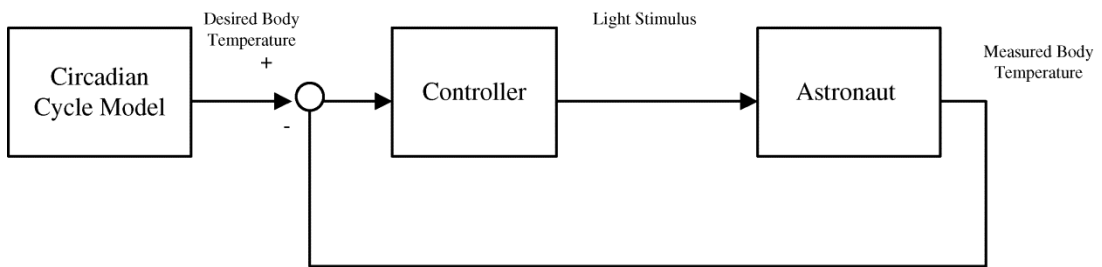 Desired Body
Temperature
+
-
Circadian
Cycle Model
Controller
Light Stimulus
Astronaut
Measured Body
Temperature